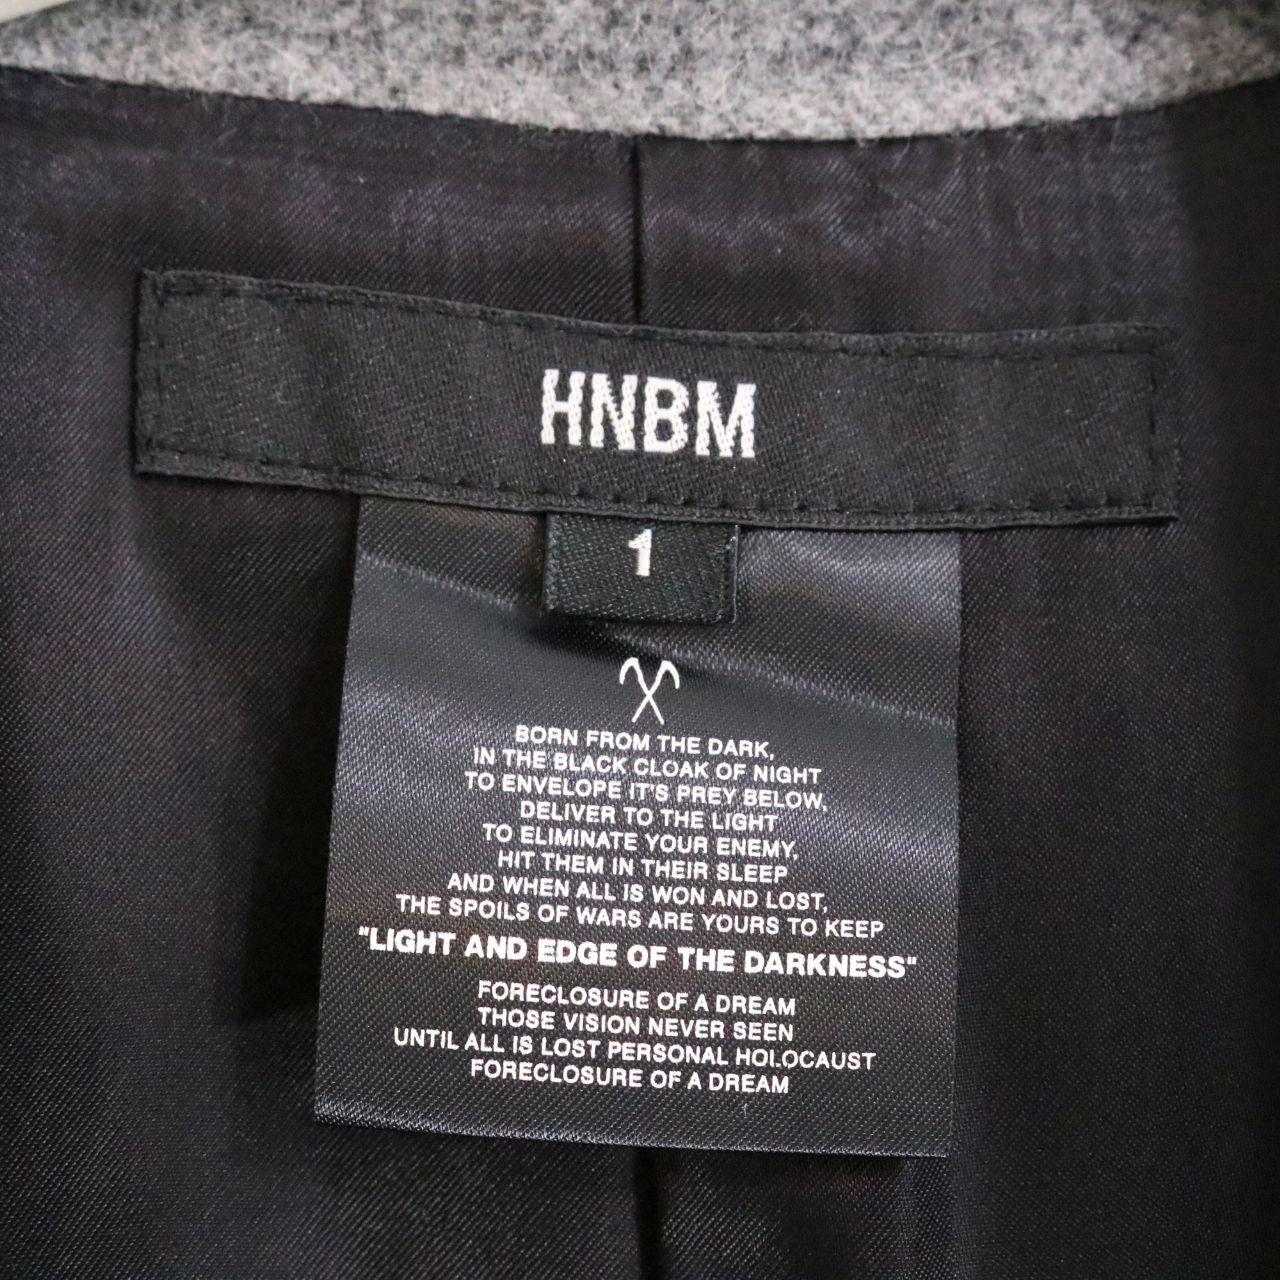 HNBM
1
BORN FROM THE DARK,
IN THE BLACK CLOAK OF NIGHT
TO ENVELOPE IT'S PREY BELOW,
DELIVER TO THE LIGHT
TO ELIMINATE YOUR ENEMY,
HIT THEM IN THEIR SLEEP
AND WHEN ALL IS WON AND LOST,
THE SPOILS OF WARS ARE YOURS TO KEEP
"LIGHT AND EDGE OF THE DARKNESS"
FORECLOSURE OF A DREAM
THOSE VISION NEVER SEEN
UNTIL ALL IS LOST PERSONAL HOLOCAUST
FORECLOSURE OF A DREAM